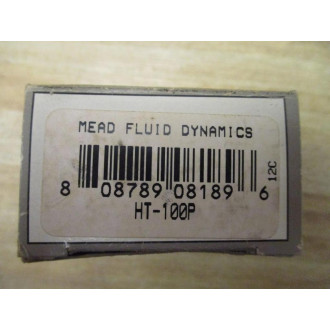 MEAD FLUID DYNAMICS
8 08789 08189 6
12C
HT-100P